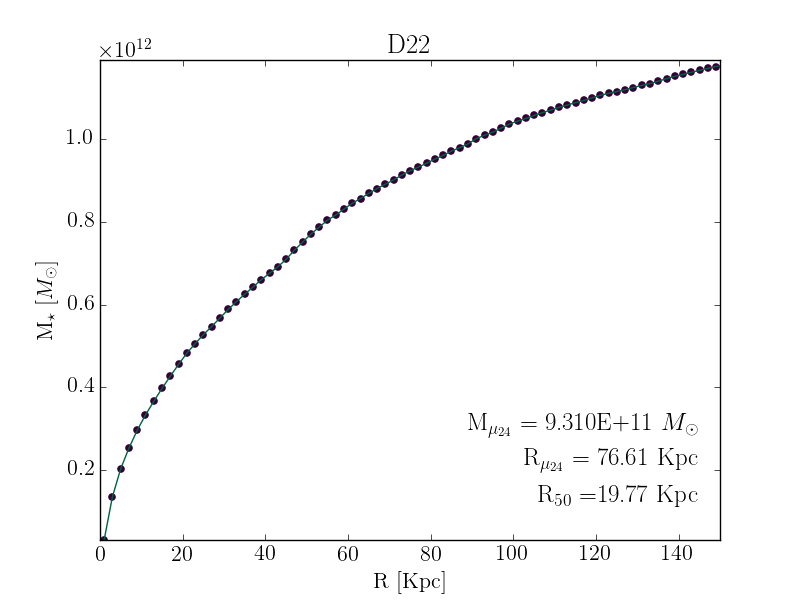 D22
×10¹²
1.0
0.8
0.6
0.4
0.2
M⋆ [M⊙]
M_μ₂₄ = 9.310E+11 M⊙
R_μ₂₄ = 76.61 Kpc
R₅₀ =19.77 Kpc
0 20 40 60 80 100 120 140
R [Kpc]